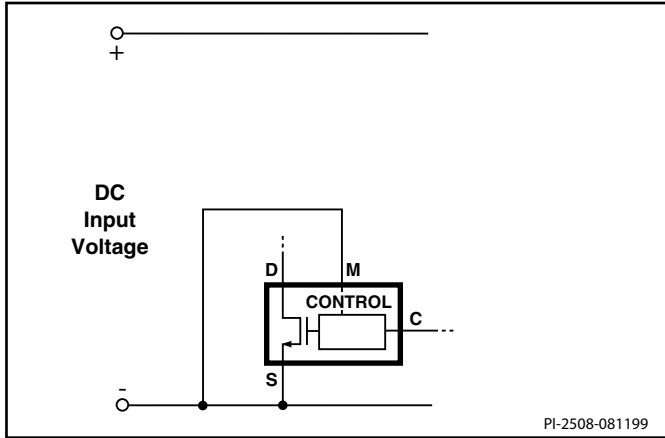 +
DC
Input
Voltage
D
M
CONTROL
C
S
-
PI-2508-081199